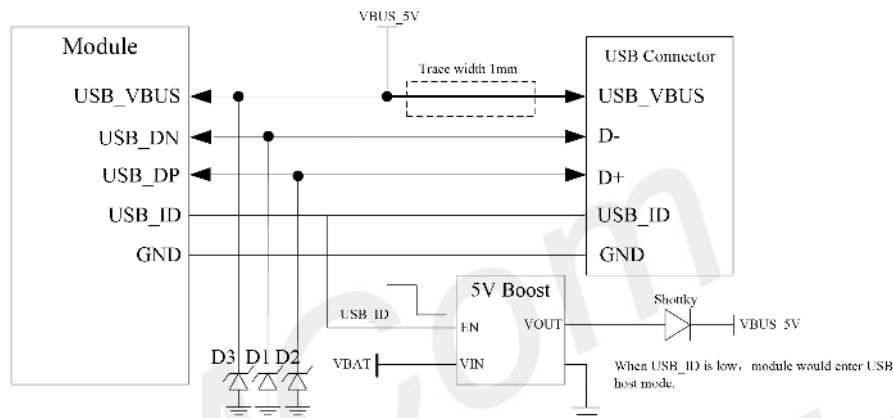 VBUS_5V
Module
USB Connector
Trace width 1mm
USB_VBUS
USB_VBUS
USB_DN
D-
USB_DP
D+
USB_ID
USB_ID
GND
GND
5V Boost
USB_ID
EN
VOUT
Shottky
VBUS_5V
D3 D1 D2
VBAT
VIN
When USB_ID is low, module would enter USB
host mode.